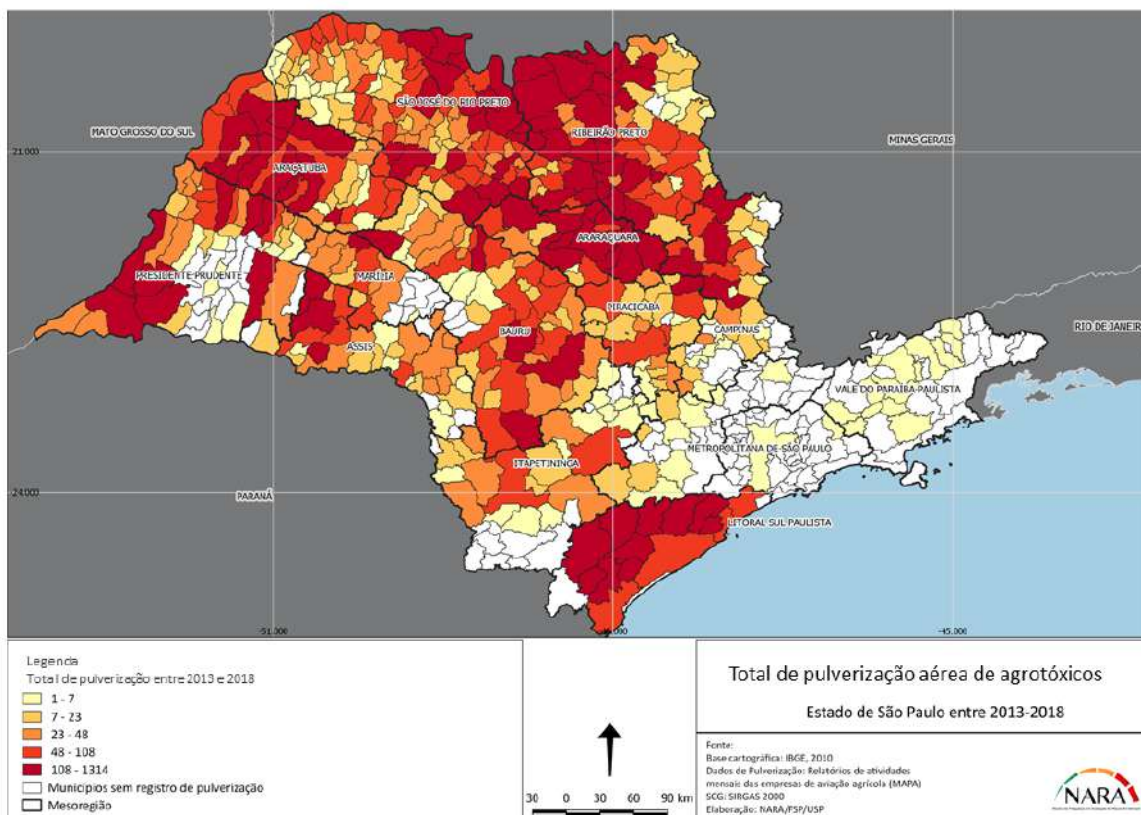 MATO GROSSO DO SUL
SÃO JOSÉ DO RIO PRETO
RIBEIRÃO PRETO
MINAS GERAIS
-21.000
ARAÇATUBA
ARARAQUARA
PRESIDENTE PRUDENTE
MARÍLIA
PIRACICABA
BAURU
CAMPINAS
RIO DE JANEIR
ASSIS
VALE DO PARAÍBA PAULISTA
METROPOLITANA DE SÃO PAULO
ITAPETININGA
PARANÁ
-24.000
LITORAL SUL PAULISTA
-51.000
-45.000
Legenda
Total de pulverização entre 2013 e 2018
1 - 7
7 - 23
23 - 48
48 - 108
108 - 1314
Municípios sem registro de pulverização
Mesoregião
30 0 30 60 90 km
Total de pulverização aérea de agrotóxicos
Estado de São Paulo entre 2013-2018
Fonte:
Base cartográfica: IBGE, 2010
Dados de Pulverização: Relatórios de atividades
mensais das empresas de aviação agrícola (MAPA)
SCG: SIRGAS 2000
Elaboração: NARA/FSP/USP
NARA